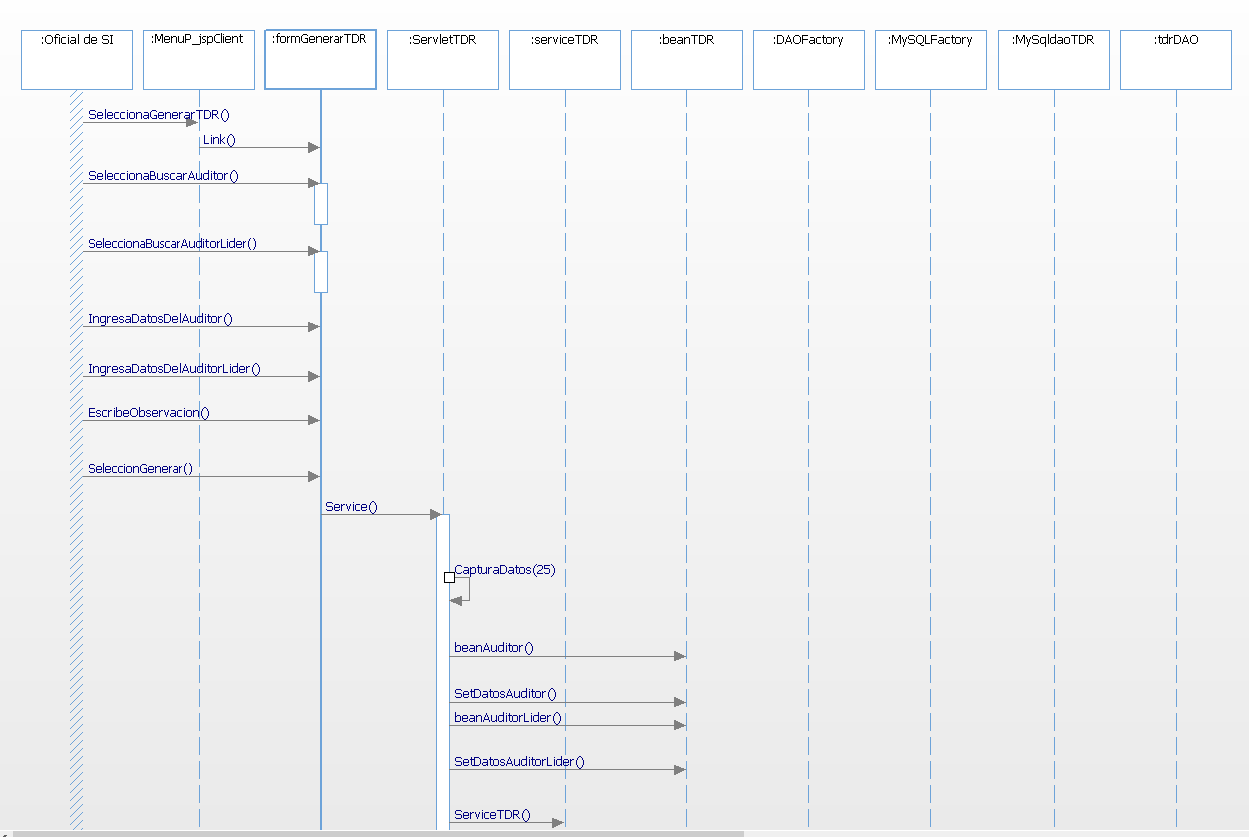 :Oficial de SI
:MenuP_jspClient
:formGenerarTDR
:ServletTDR
:serviceTDR
:beanTDR
:DAOFactory
:MySQLFactory
:MySqldaoTDR
:tdrDAO
SeleccionaGenerarTDR()
Link()
SeleccionaBuscarAuditor()
SeleccionaBuscarAuditorLider()
IngresaDatosDelAuditor()
IngresaDatosDelAuditorLider()
EscribeObservacion()
SeleccionGenerar()
Service()
CapturaDatos(25)
beanAuditor()
SetDatosAuditor()
beanAuditorLider()
SetDatosAuditorLider()
ServiceTDR()